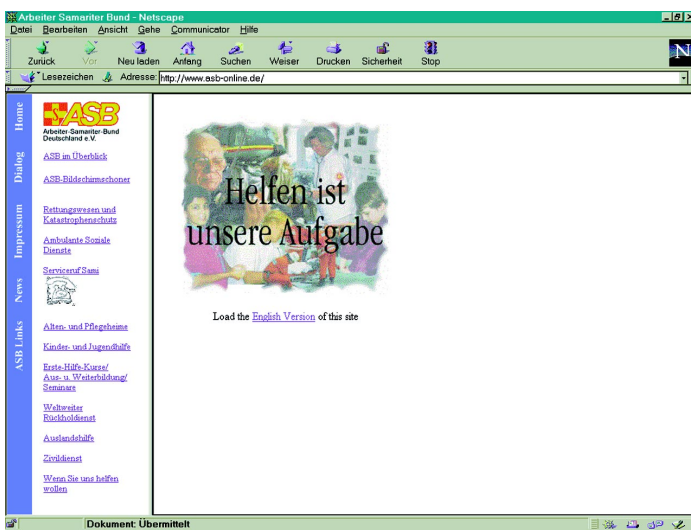 Arbeiter Samariter Bund - Netscape
Datei Bearbeiten Ansicht Gehe Communicator Hilfe
Zurück Vor Neu laden Anfang Suchen Weiser Drucken Sicherheit Stop
N
Lesezeichen Adresse: http://www.asb-online.de/
Home
Dialog
Impressum
News
ASB Links
ASB
Arbeiter-Samariter-Bund
Deutschland e.V.
ASB im Überblick
ASB-Bildschirmschoner
Rettungswesen und
Katastrophenschutz
Ambulante Soziale
Dienste
Serviceruf Sami
Alten- und Pflegeheime
Kinder- und Jugendhilfe
Erste-Hilfe-Kurse/
Aus- u. Weiterbildung/
Seminare
Weltweiter
Rückholdienst
Auslandshilfe
Zivildienst
Wenn Sie uns helfen
wollen
Helfen ist
unsere Aufgabe
Load the English Version of this site
Dokument: Übermittelt